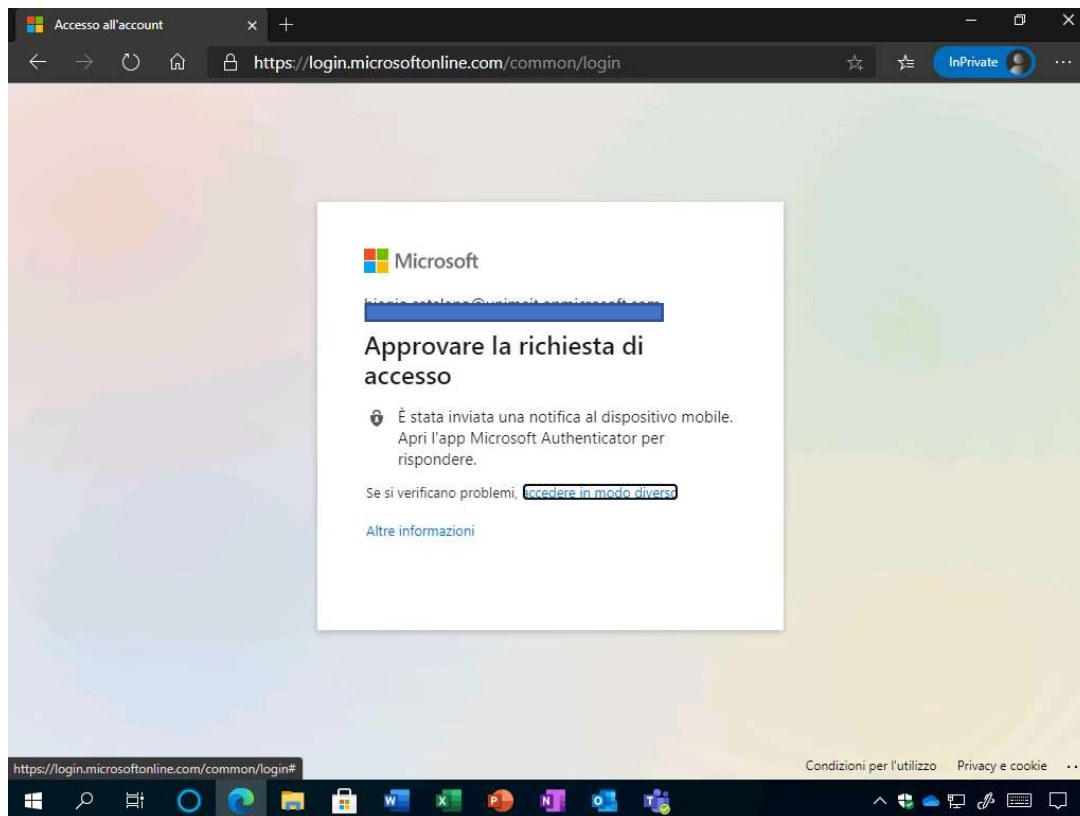 Accesso all'account
https://login.microsoftonline.com/common/login
InPrivate
Microsoft
Approvare la richiesta di
accesso
È stata inviata una notifica al dispositivo mobile.
Apri l'app Microsoft Authenticator per
rispondere.
Se si verificano problemi, accedere in modo diverso
Altre informazioni
https://login.microsoftonline.com/common/login#
Condizioni per l'utilizzo Privacy e cookie